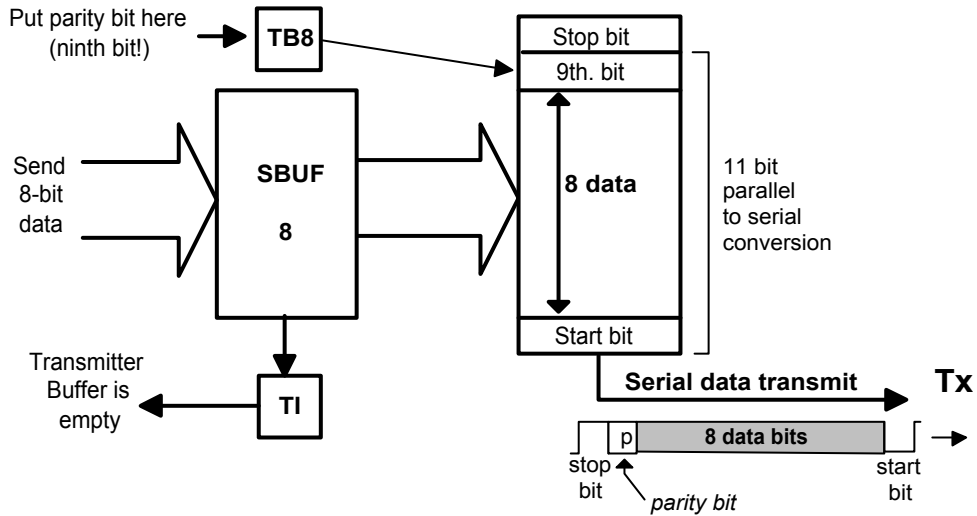 Put parity bit here
(ninth bit!)
TB8
Stop bit
9th. bit
Send
8-bit
data
SBUF
8
8 data
11 bit
parallel
to serial
conversion
Start bit
Transmitter
Buffer is
empty
TI
Serial data transmit
Tx
p
8 data bits
stop
bit
parity bit
start
bit